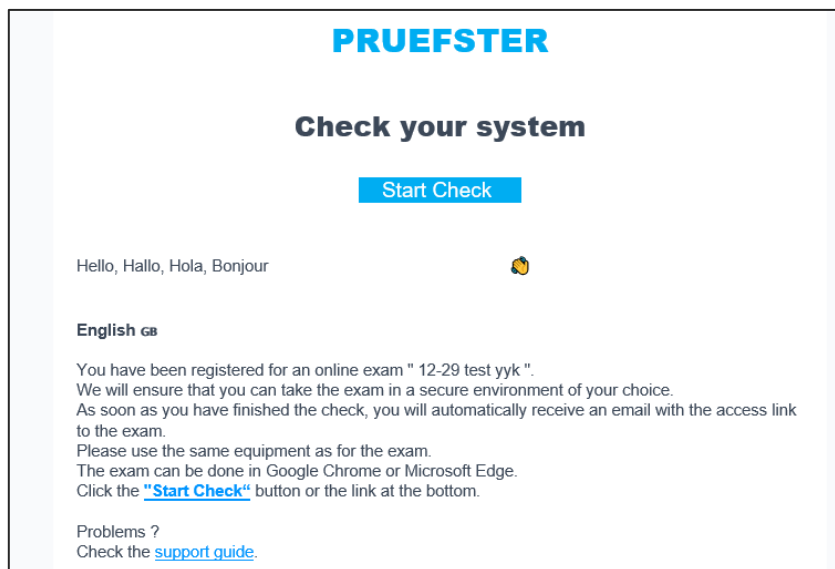 PRUEFSTER
Check your system
Start Check
Hello, Hallo, Hola, Bonjour
English GB
You have been registered for an online exam " 12-29 test yyk ".
We will ensure that you can take the exam in a secure environment of your choice.
As soon as you have finished the check, you will automatically receive an email with the access link
to the exam.
Please use the same equipment as for the exam.
The exam can be done in Google Chrome or Microsoft Edge.
Click the "Start Check“ button or the link at the bottom.
Problems ?
Check the support guide.